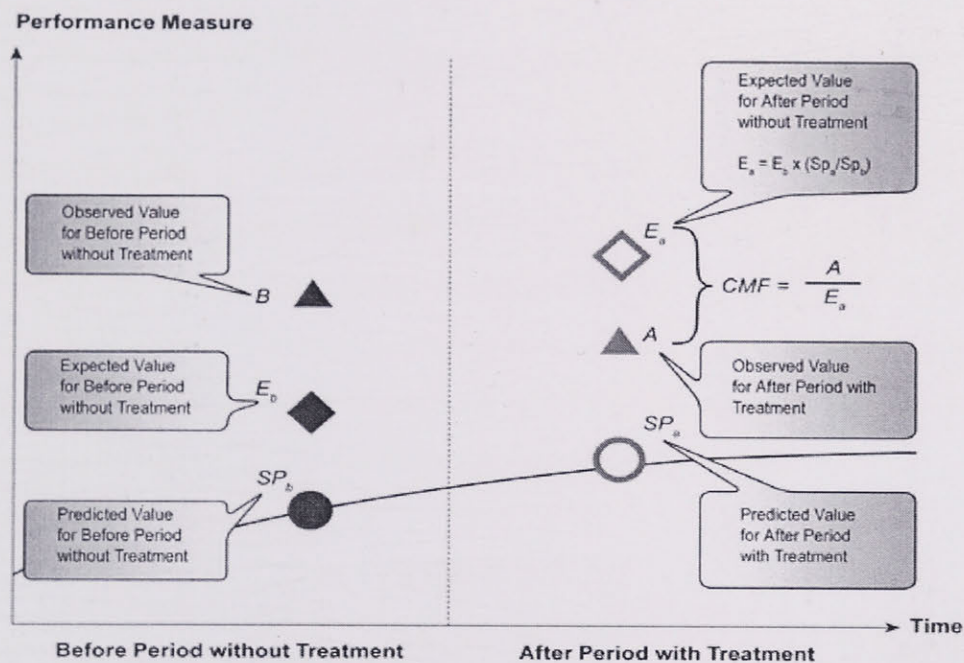 Performance Measure
Expected Value
for After Period
without Treatment
E_a = E_b x (Sp_a/Sp_b)
Observed Value
for Before Period
without Treatment
B
E_a
CMF = A / E_a
A
Expected Value
for Before Period
without Treatment
E_b
Observed Value
for After Period with
Treatment
SP_a
SP_b
Predicted Value
for Before Period
without Treatment
Predicted Value
for After Period
with Treatment
Time
Before Period without Treatment
After Period with Treatment